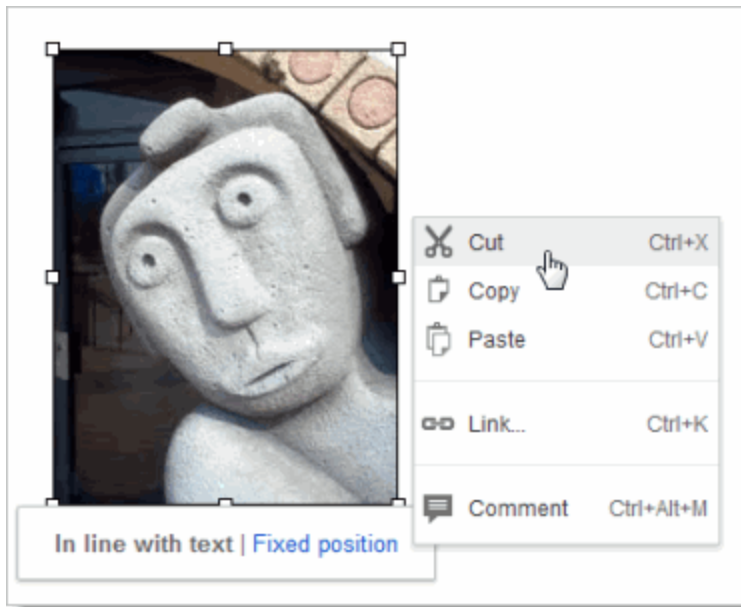 Cut Ctrl+X
Copy Ctrl+C
Paste Ctrl+V
Link... Ctrl+K
Comment Ctrl+Alt+M
In line with text | Fixed position